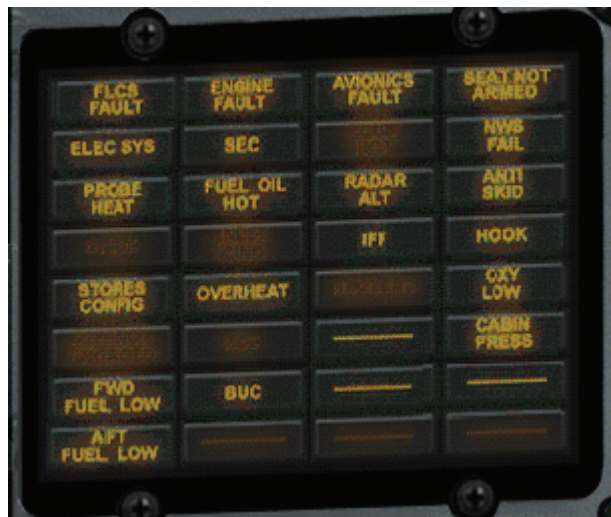 FLCS
FAULT
ENGINE
FAULT
AVIONICS
FAULT
SEAT NOT
ARMED
ELEC SYS
SEC
NWS
FAIL
PROBE
HEAT
FUEL OIL
HOT
RADAR
ALT
ANTI
SKID
IFF
HOOK
STORES
CONFIG
OVERHEAT
OXY
LOW
CABIN
PRESS
FWD
FUEL LOW
BUC
AFT
FUEL LOW